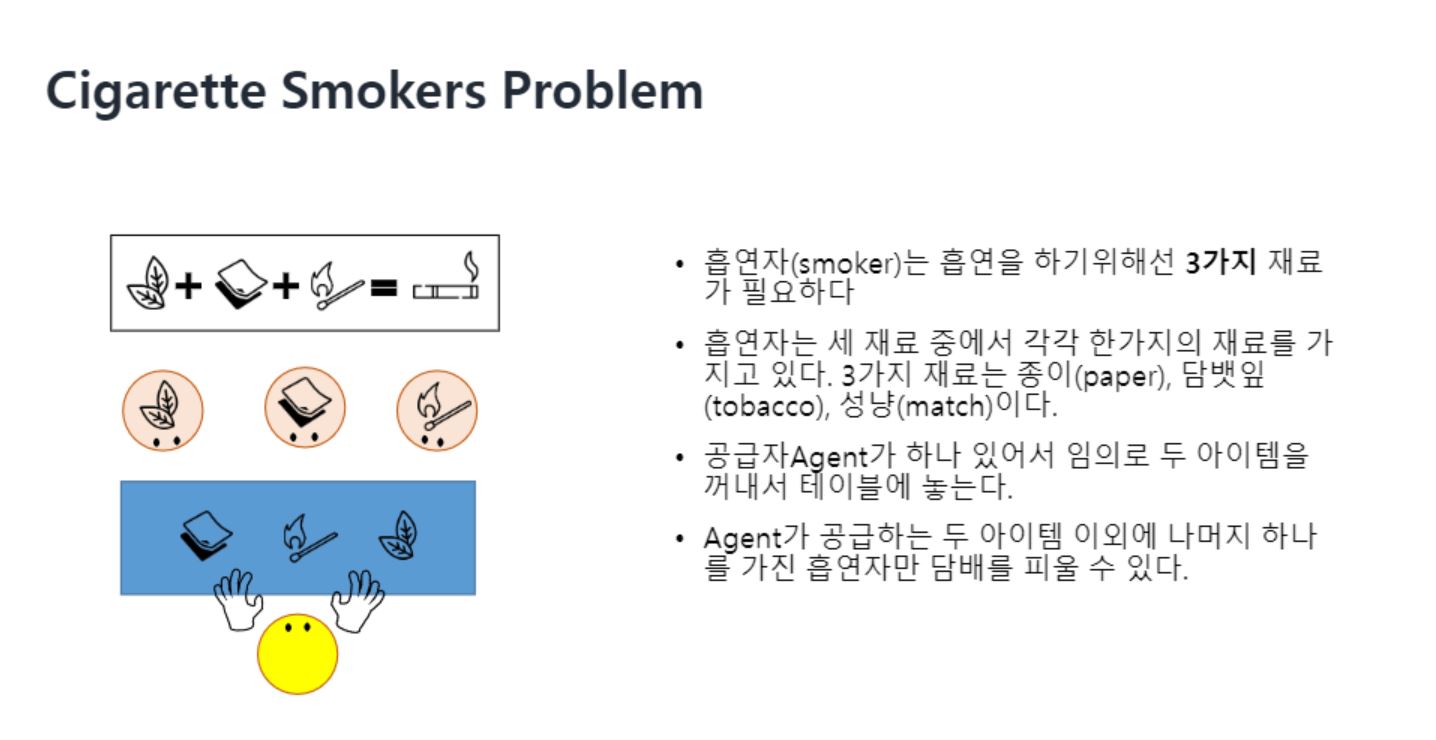 Cigarette Smokers Problem
• 흡연자(smoker)는 흡연을 하기위해선 3가지 재료
가 필요하다
• 흡연자는 세 재료 중에서 각각 한가지의 재료를 가
지고 있다. 3가지 재료는 종이(paper), 담뱃잎
(tobacco), 성냥(match)이다.
• 공급자Agent가 하나 있어서 임의로 두 아이템을
꺼내서 테이블에 놓는다.
• Agent가 공급하는 두 아이템 이외에 나머지 하나
를 가진 흡연자만 담배를 피울 수 있다.